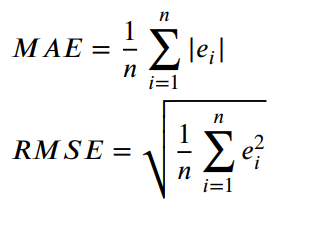 MAE = \frac{1}{n} \sum_{i=1}^{n} |e_i|
RMSE = \sqrt{\frac{1}{n} \sum_{i=1}^{n} e_i^2}